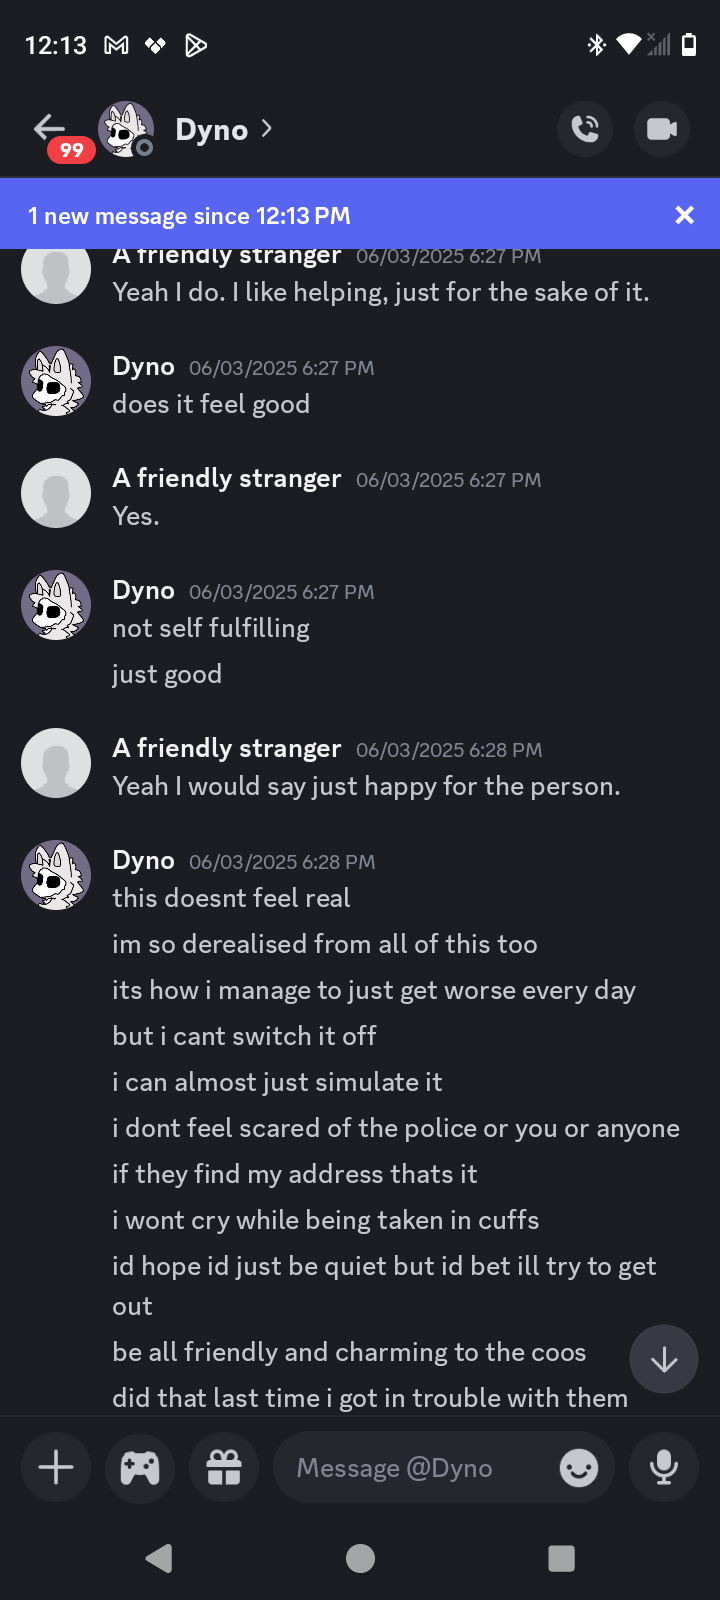 12:13
Dyno
99
1 new message since 12:13 PM
A friendly stranger 06/03/2025 6:27 PM
Yeah I do. I like helping, just for the sake of it.
Dyno 06/03/2025 6:27 PM
does it feel good
A friendly stranger 06/03/2025 6:27 PM
Yes.
Dyno 06/03/2025 6:27 PM
not self fulfilling
just good
A friendly stranger 06/03/2025 6:28 PM
Yeah I would say just happy for the person.
Dyno 06/03/2025 6:28 PM
this doesnt feel real
im so derealised from all of this too
its how i manage to just get worse every day
but i cant switch it off
i can almost just simulate it
i dont feel scared of the police or you or anyone
if they find my address thats it
i wont cry while being taken in cuffs
id hope id just be quiet but id bet ill try to get
out
be all friendly and charming to the coos
did that last time i got in trouble with them
Message @Dyno